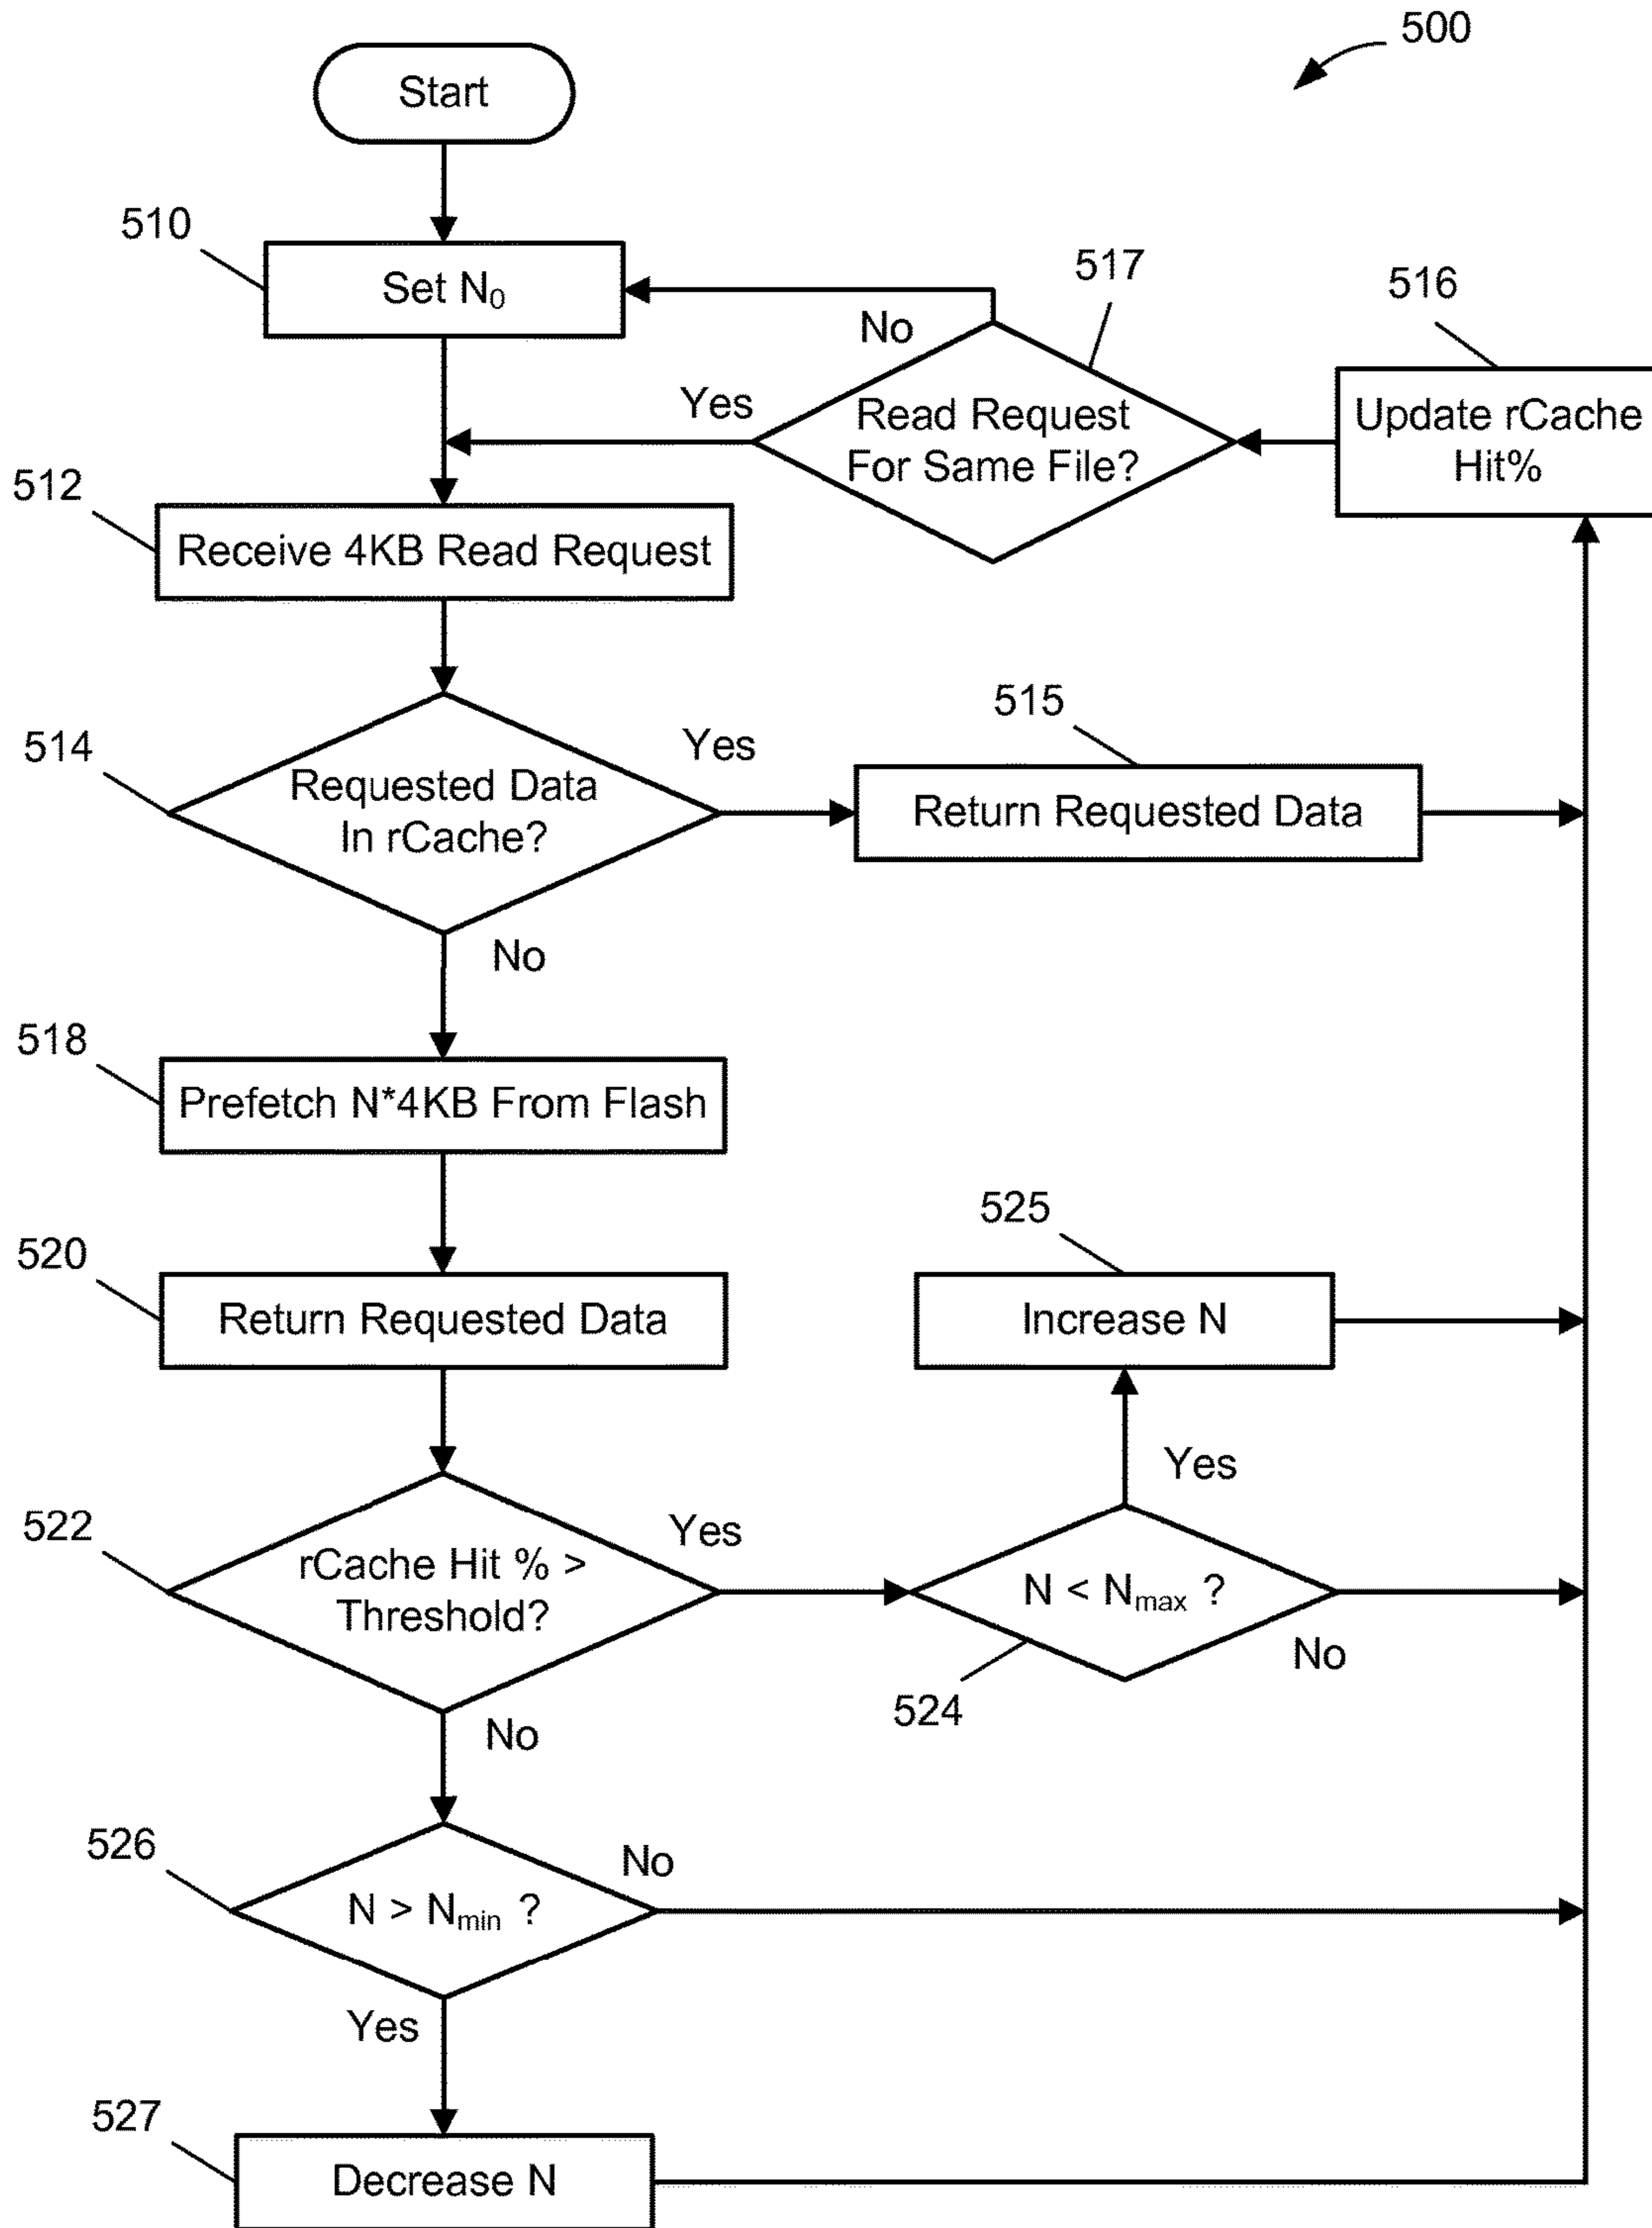 500
Start
510
Set N₀
517
516
No
Yes
Read Request
For Same File?
Update rCache
Hit%
512
Receive 4KB Read Request
514
Yes
515
Requested Data
In rCache?
Return Requested Data
No
518
Prefetch N*4KB From Flash
520
525
Return Requested Data
Increase N
Yes
522
Yes
rCache Hit % >
Threshold?
N < Nmax ?
No
524
No
526
No
N > Nmin ?
Yes
527
Decrease N